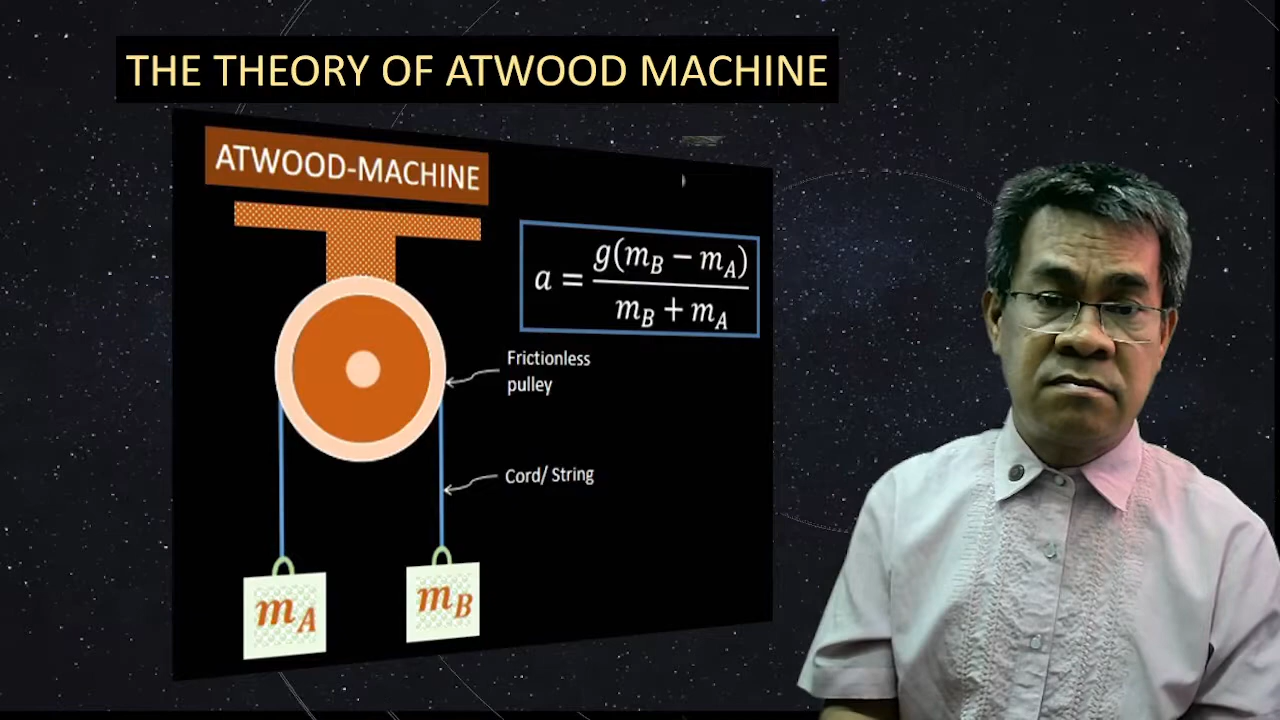 THE THEORY OF ATWOOD MACHINE
ATWOOD-MACHINE
a = g(m_B − m_A) / m_B + m_A
Frictionless
pulley
Cord/ String
m_A
m_B